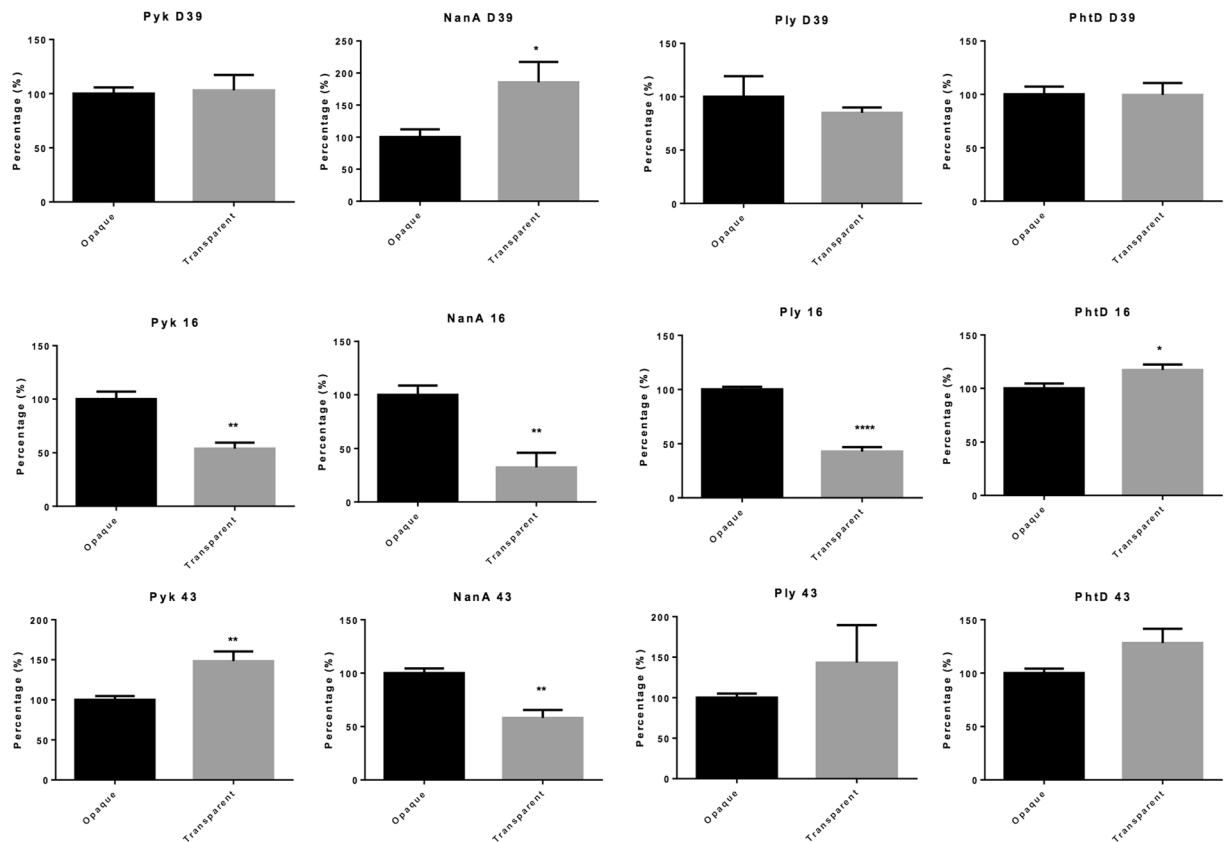 Pyk D39
Percentage (%)
150
100
50
0
Opaque
Transparent
NanA D39
Percentage (%)
250
200
150
100
50
0
*
Opaque
Transparent
Ply D39
Percentage (%)
150
100
50
0
Opaque
Transparent
PhtD D39
Percentage (%)
150
100
50
0
Opaque
Transparent
Pyk 16
Percentage (%)
150
100
50
0
**
Opaque
Transparent
NanA 16
Percentage (%)
150
100
50
0
**
Opaque
Transparent
Ply 16
Percentage (%)
150
100
50
0
****
Opaque
Transparent
PhtD 16
Percentage (%)
150
100
50
0
*
Opaque
Transparent
Pyk 43
Percentage (%)
200
150
100
50
0
**
Opaque
Transparent
NanA 43
Percentage (%)
150
100
50
0
**
Opaque
Transparent
Ply 43
Percentage (%)
200
150
100
50
0
Opaque
Transparent
PhtD 43
Percentage (%)
150
100
50
0
Opaque
Transparent